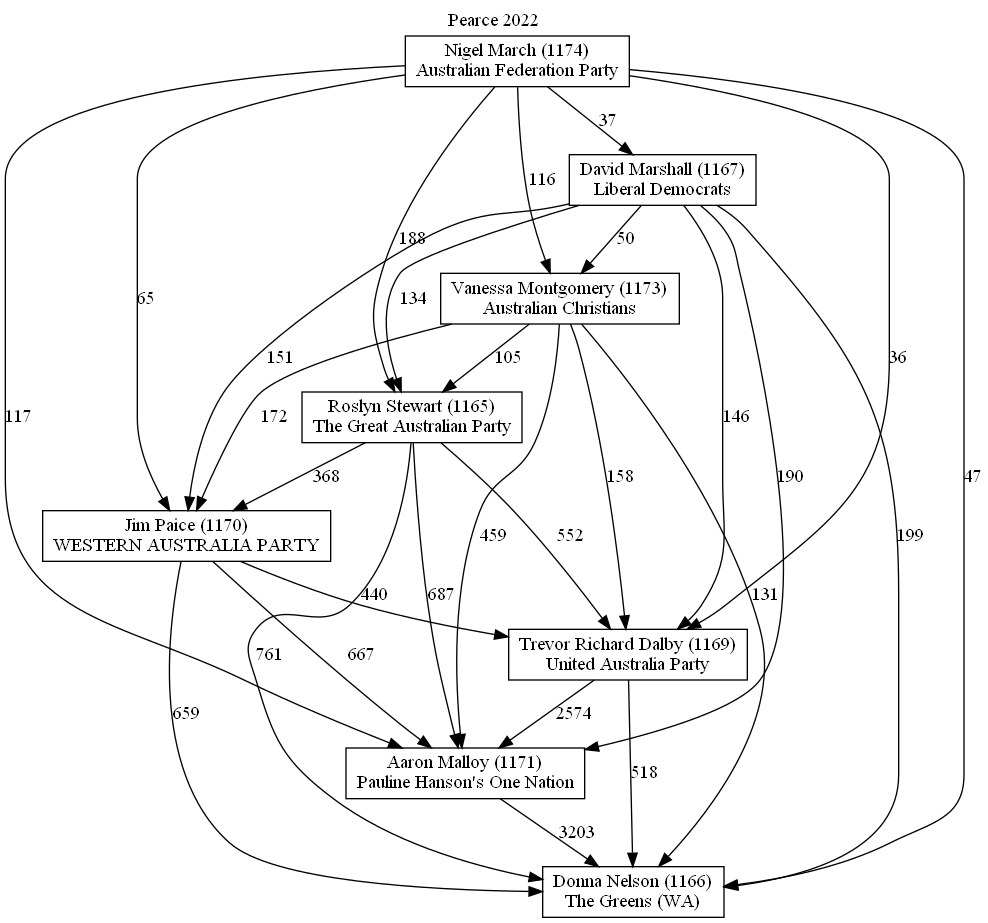 Pearce 2022
Nigel March (1174)
Australian Federation Party
37
David Marshall (1167)
Liberal Democrats
116
188
50
134
Vanessa Montgomery (1173)
Australian Christians
65
151
105
36
Roslyn Stewart (1165)
The Great Australian Party
117
172
146
368
158
190
47
Jim Paice (1170)
WESTERN AUSTRALIA PARTY
459
552
199
440
687
131
Trevor Richard Dalby (1169)
United Australia Party
761
667
659
2574
Aaron Malloy (1171)
Pauline Hanson's One Nation
518
3203
Donna Nelson (1166)
The Greens (WA)